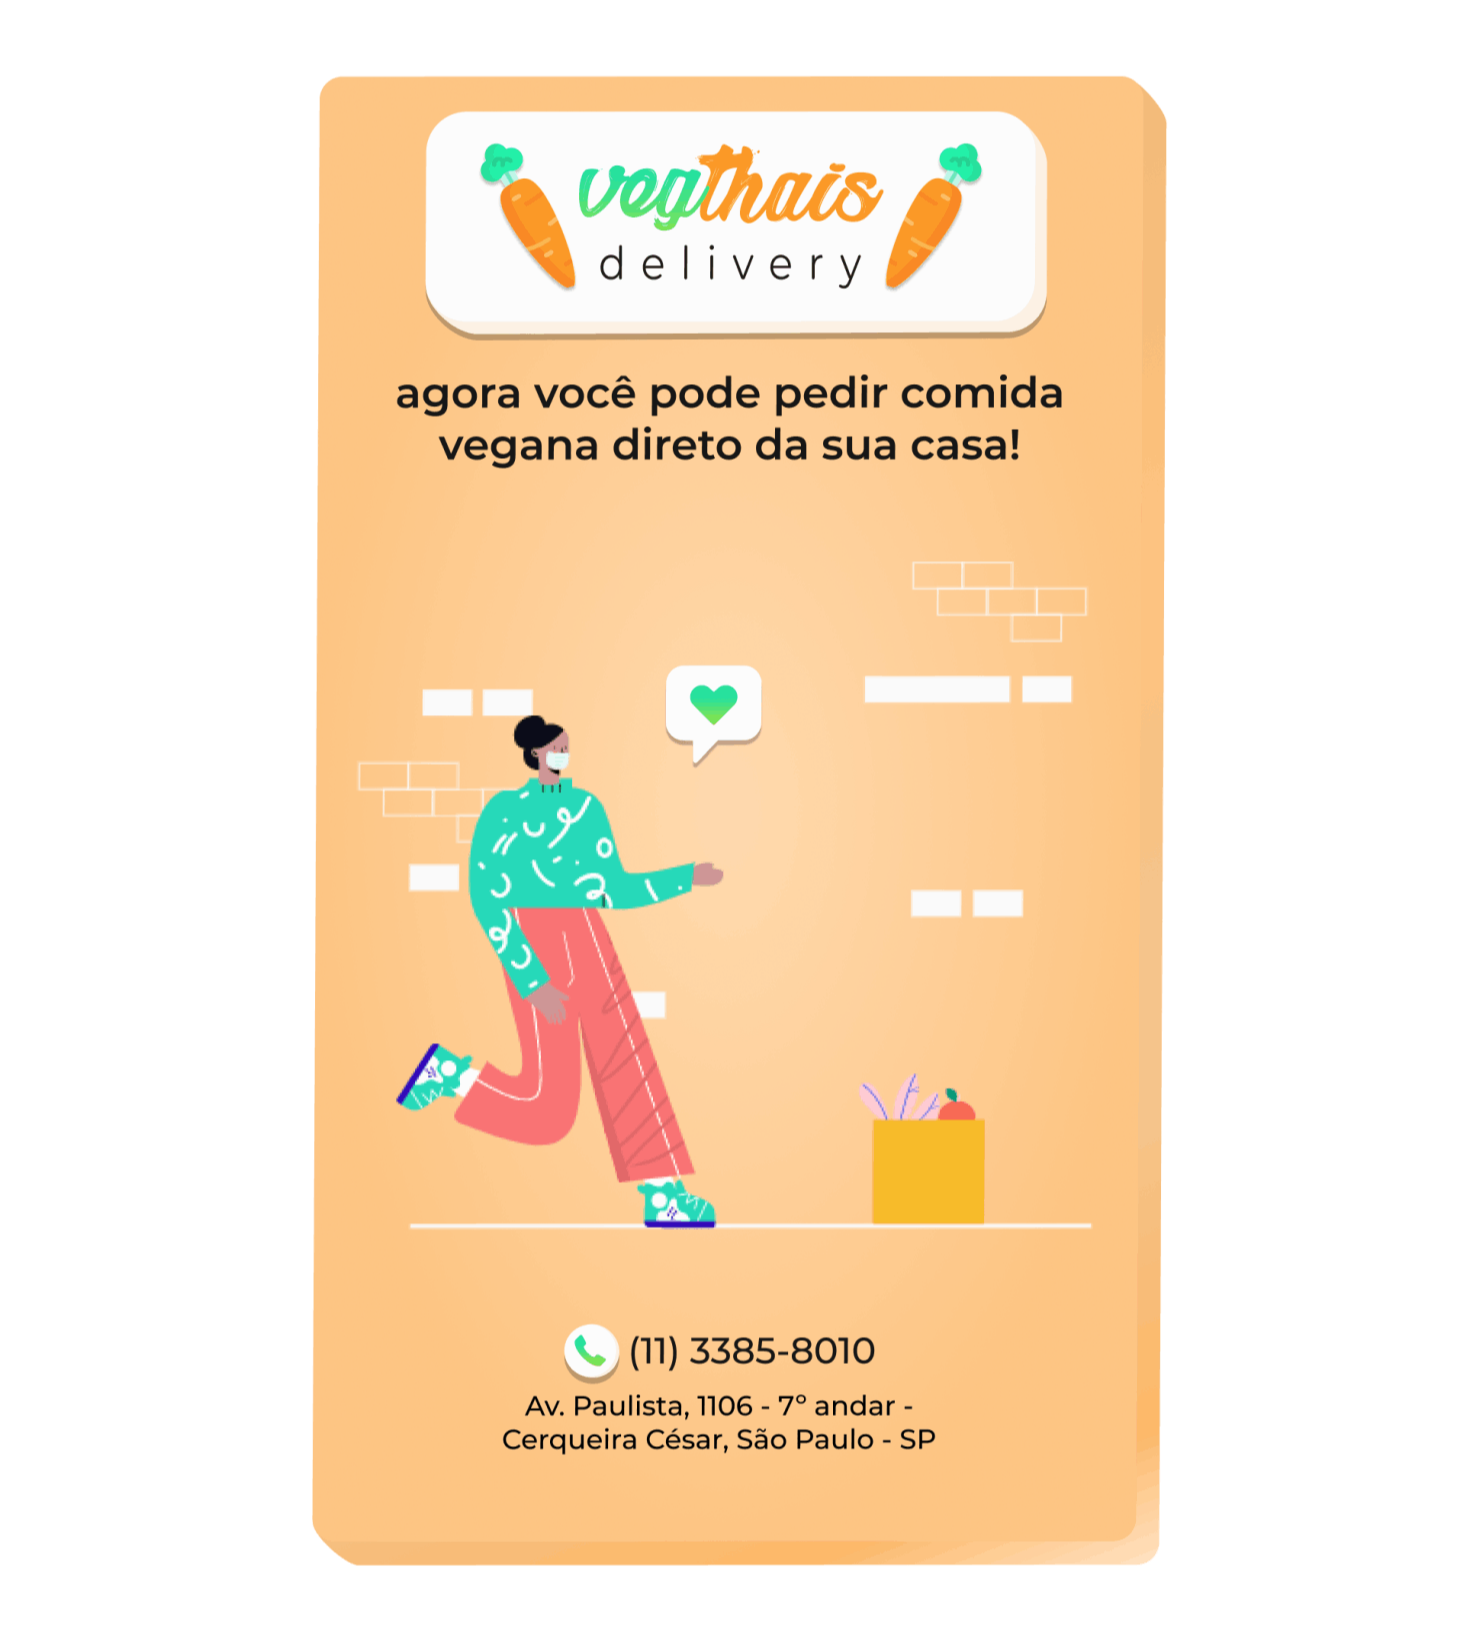 vegthais
delivery
agora você pode pedir comida
vegana direto da sua casa!
(11) 3385-8010
Av. Paulista, 1106 - 7º andar -
Cerqueira César, São Paulo - SP